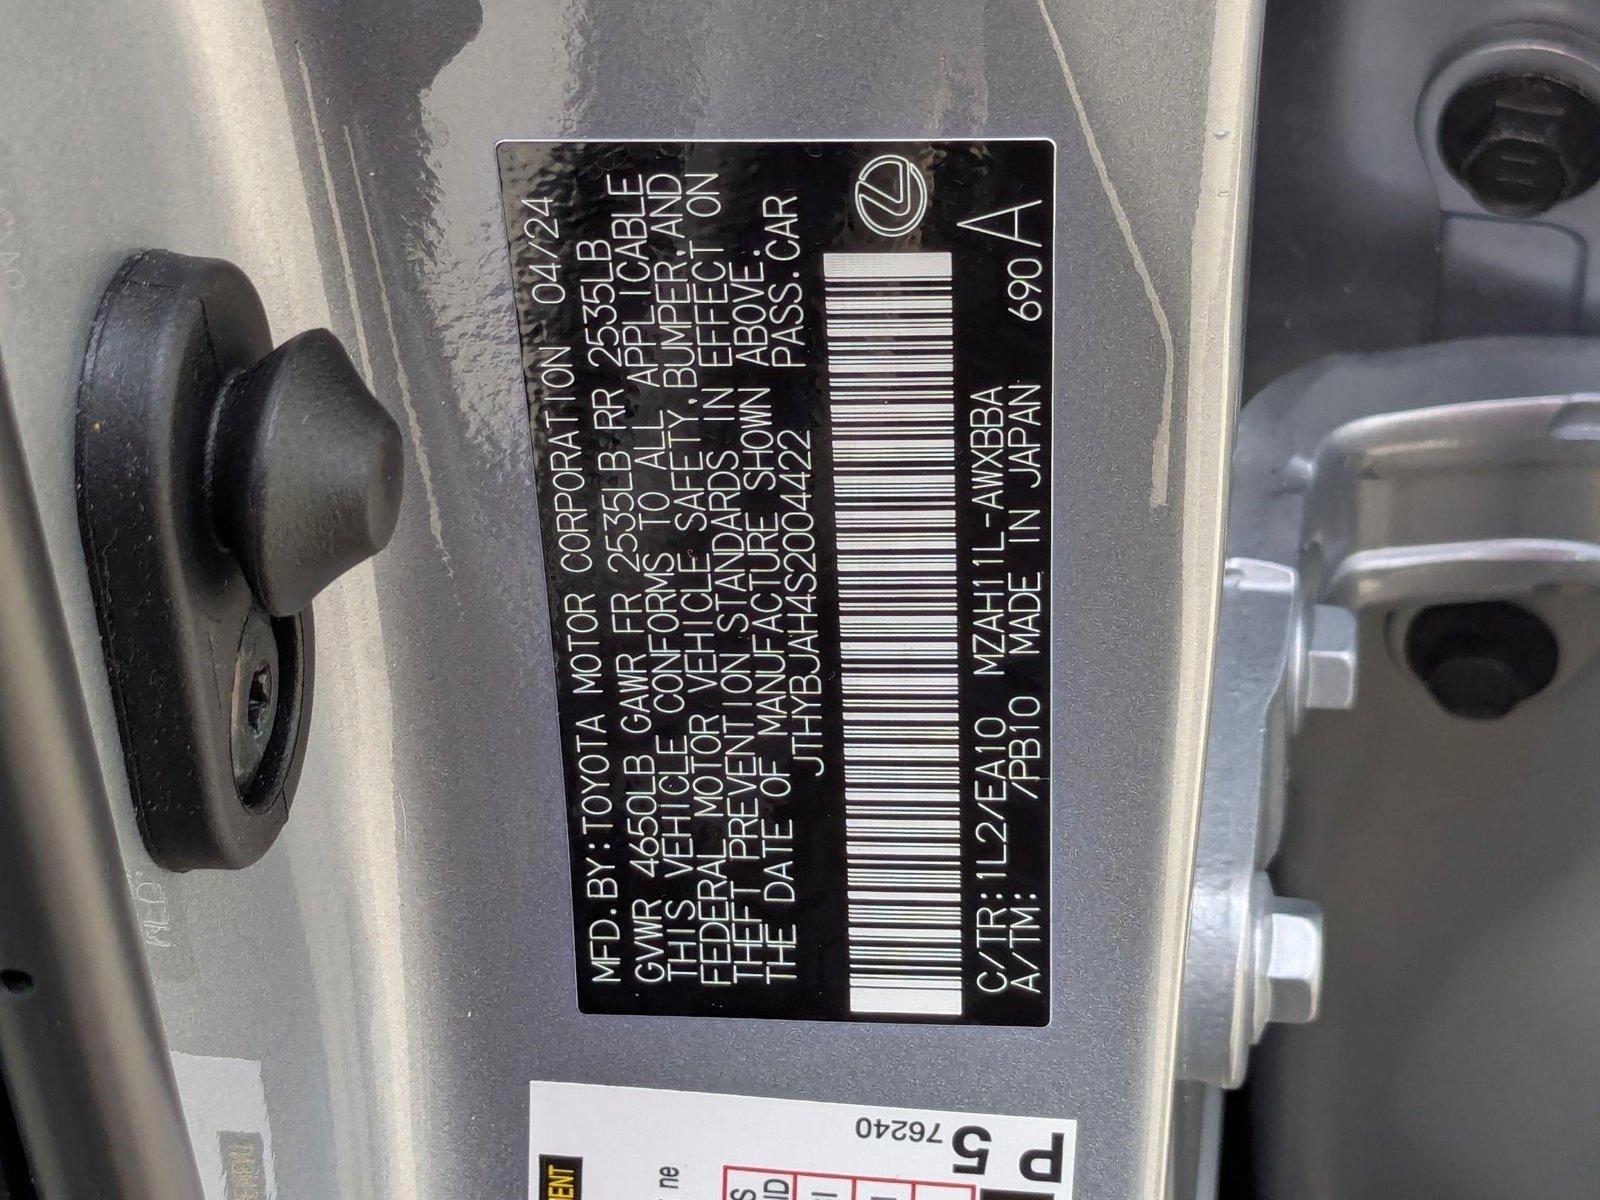 MFD.BY:TOYOTA MOTOR CORPORATION 04/24
GVWR 4650LB GAWR FR 2535LB RR 2535LB
THIS VEHICLE CONFORMS TO ALL APPLICABLE
FEDERAL MOTOR VEHICLE SAFETY,BUMPER,AND
THEFT PREVENTION STANDARDS IN EFFECT ON
THE DATE OF MANUFACTURE SHOWN ABOVE.
JTHYBJAH4S2004422 PASS.CAR
C/TR:1L2/EA10 MZAH11L-AWXBBA 690A
A/TM: /PB10 MADE IN JAPAN
P5
76240